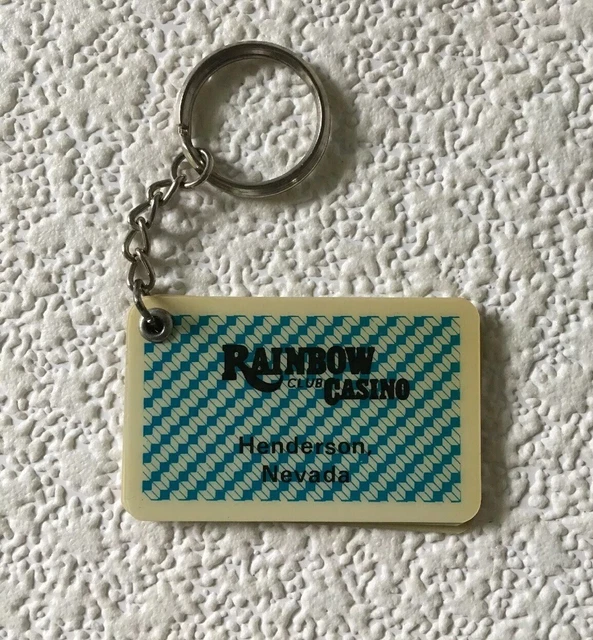 RAINBOW
CLUB CASINO
Henderson,
Nevada